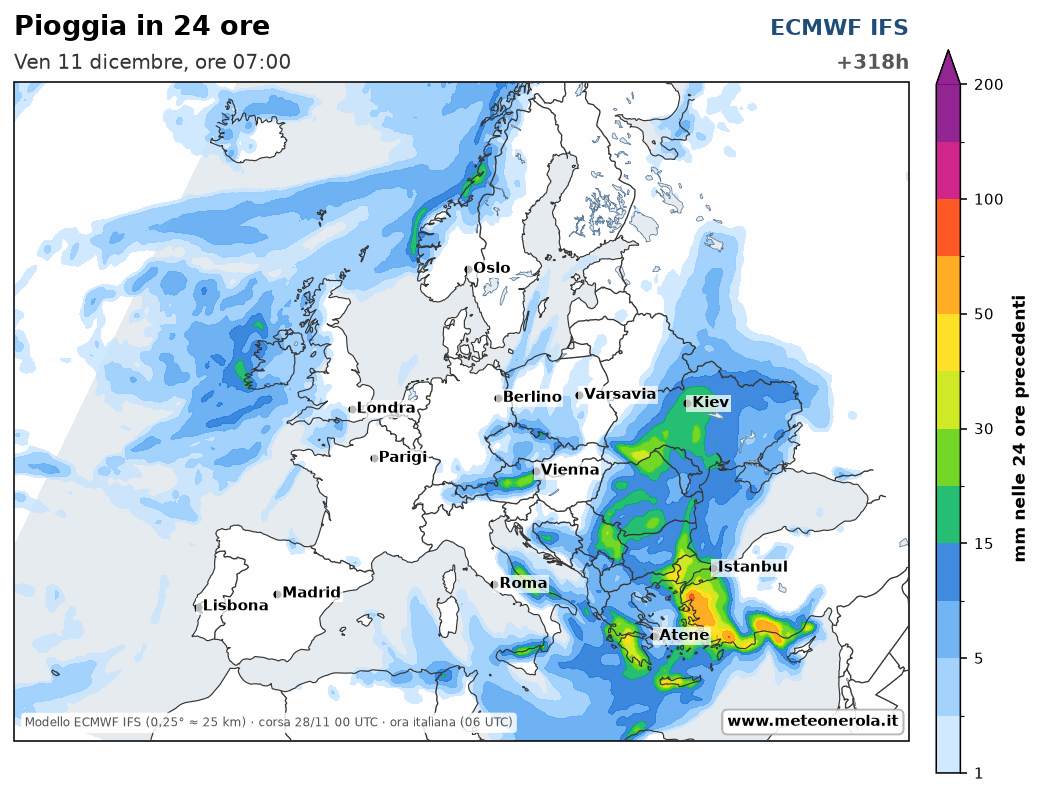 Pioggia in 24 ore
ECMWF IFS
Ven 11 dicembre, ore 07:00
+318h
200
100
50
30
15
5
1
mm nelle 24 ore precedenti
Oslo
Berlino
Varsavia
Kiev
Londra
Parigi
Vienna
Istanbul
Roma
Madrid
Lisbona
Atene
Modello ECMWF IFS (0,25° ≈ 25 km) · corsa 28/11 00 UTC · ora italiana (06 UTC)
www.meteonerola.it